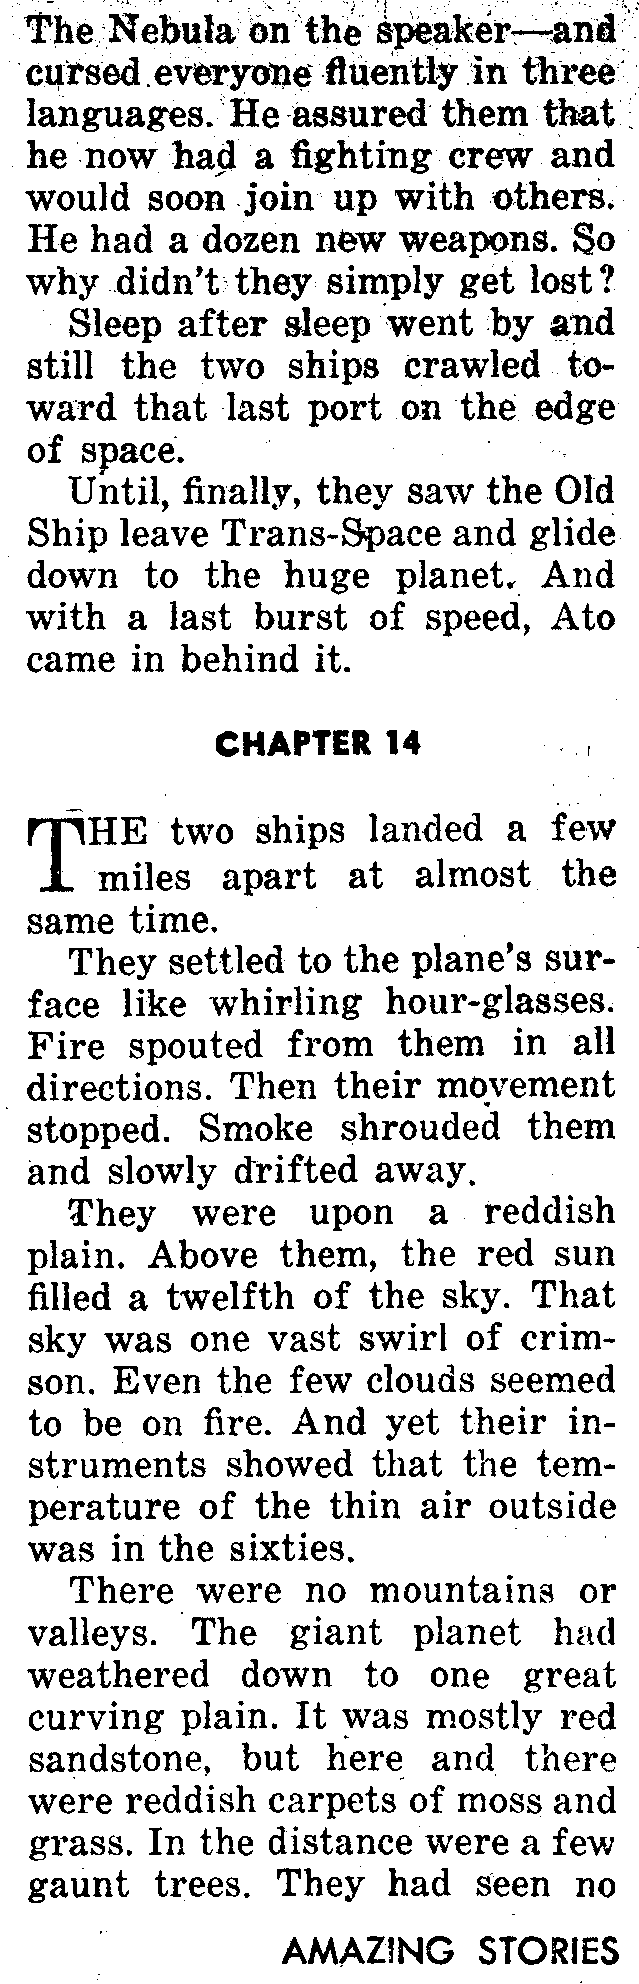 The Nebula on the speaker—and
cursed everyone fluently in three
languages. He assured them that
he now had a fighting crew and
would soon join up with others.
He had a dozen new weapons. So
why didn't they simply get lost?
Sleep after sleep went by and
still the two ships crawled to-
ward that last port on the edge
of space.
Until, finally, they saw the Old
Ship leave Trans-Space and glide
down to the huge planet. And
with a last burst of speed, Ato
came in behind it.
CHAPTER 14
THE two ships landed a few
miles apart at almost the
same time.
They settled to the plane's sur-
face like whirling hour-glasses.
Fire spouted from them in all
directions. Then their movement
stopped. Smoke shrouded them
and slowly drifted away.
They were upon a reddish
plain. Above them, the red sun
filled a twelfth of the sky. That
sky was one vast swirl of crim-
son. Even the few clouds seemed
to be on fire. And yet their in-
struments showed that the tem-
perature of the thin air outside
was in the sixties.
There were no mountains or
valleys. The giant planet had
weathered down to one great
curving plain. It was mostly red
sandstone, but here and there
were reddish carpets of moss and
grass. In the distance were a few
gaunt trees. They had seen no
AMAZING STORIES